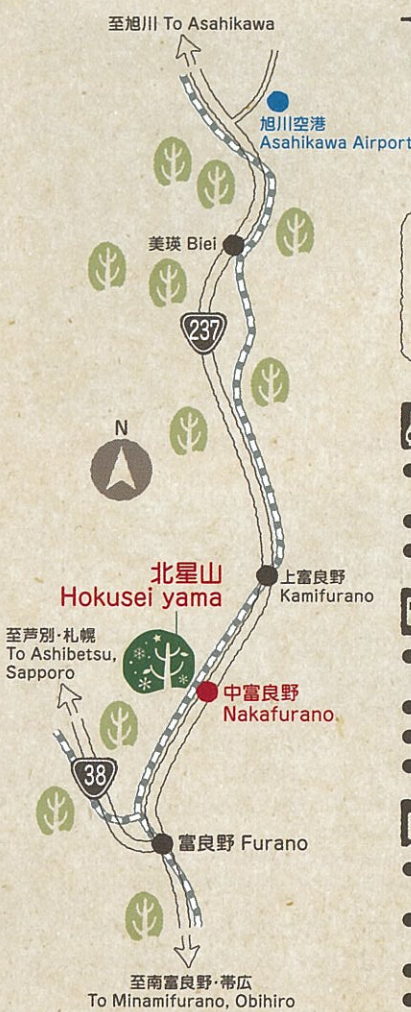 至旭川 To Asahikawa
旭川空港
Asahikawa Airport
美瑛 Biei
237
N
北星山
Hokusei yama
上富良野
Kamifurano
至芦別・札幌
To Ashibetsu,
Sapporo
中富良野
Nakafurano
38
富良野 Furano
至南富良野・帯広
To Minamifurano, Obihiro